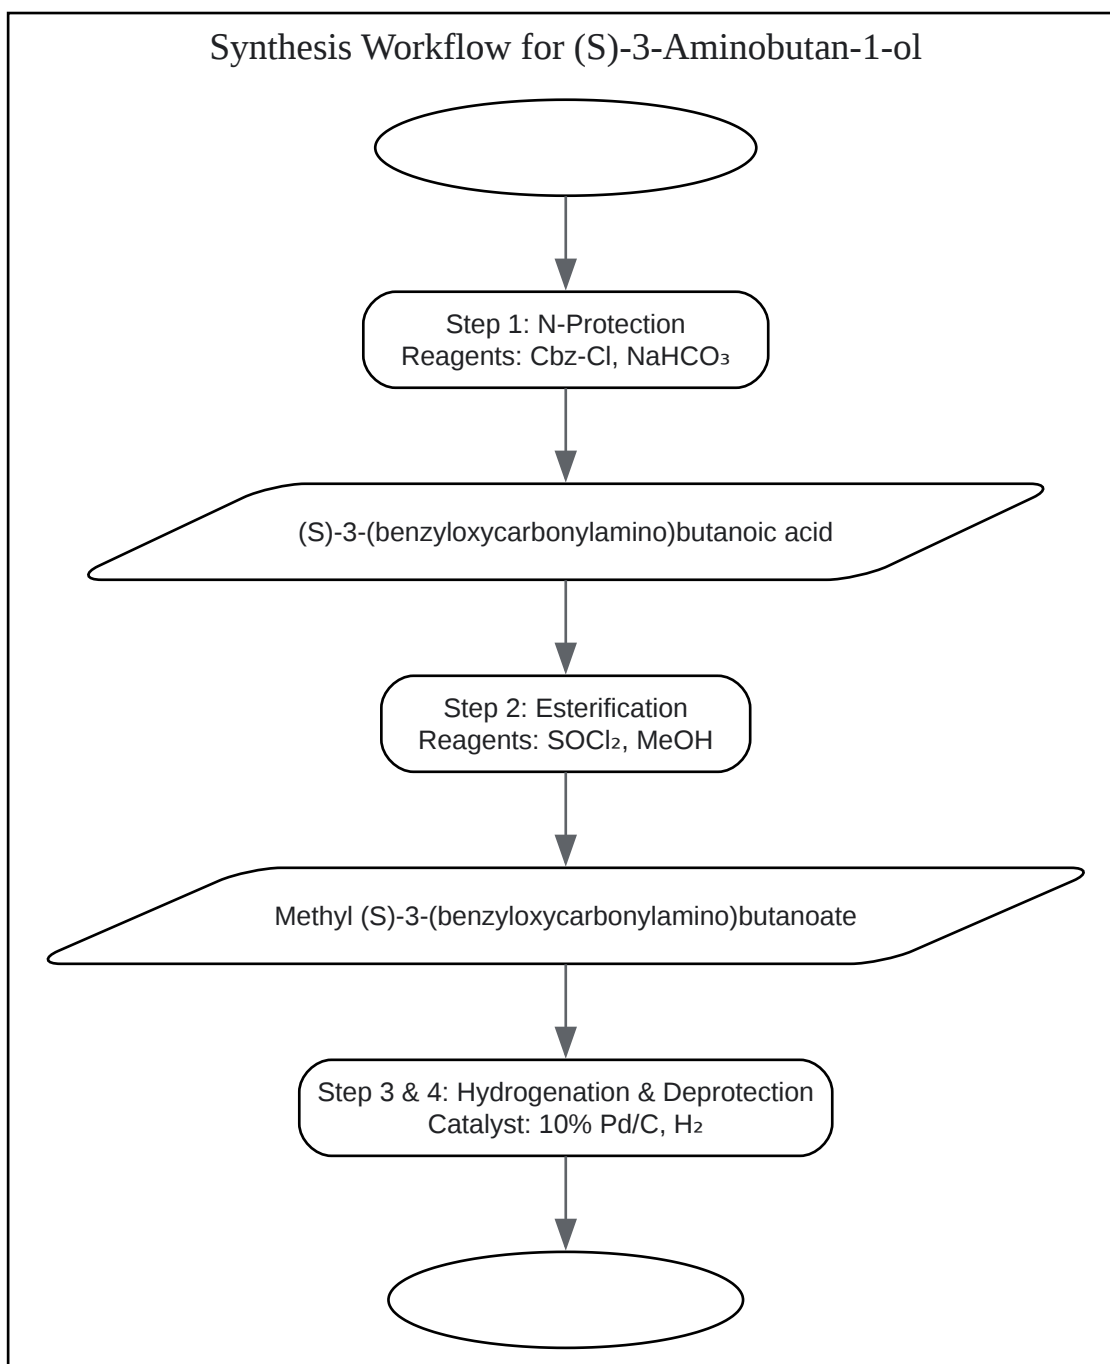 Synthesis Workflow for (S)-3-Aminobutan-1-ol
Step 1: N-Protection
Reagents: Cbz-Cl, NaHCO₃
(S)-3-(benzyloxycarbonylamino)butanoic acid
Step 2: Esterification
Reagents: SOCl₂, MeOH
Methyl (S)-3-(benzyloxycarbonylamino)butanoate
Step 3 & 4: Hydrogenation & Deprotection
Catalyst: 10% Pd/C, H₂